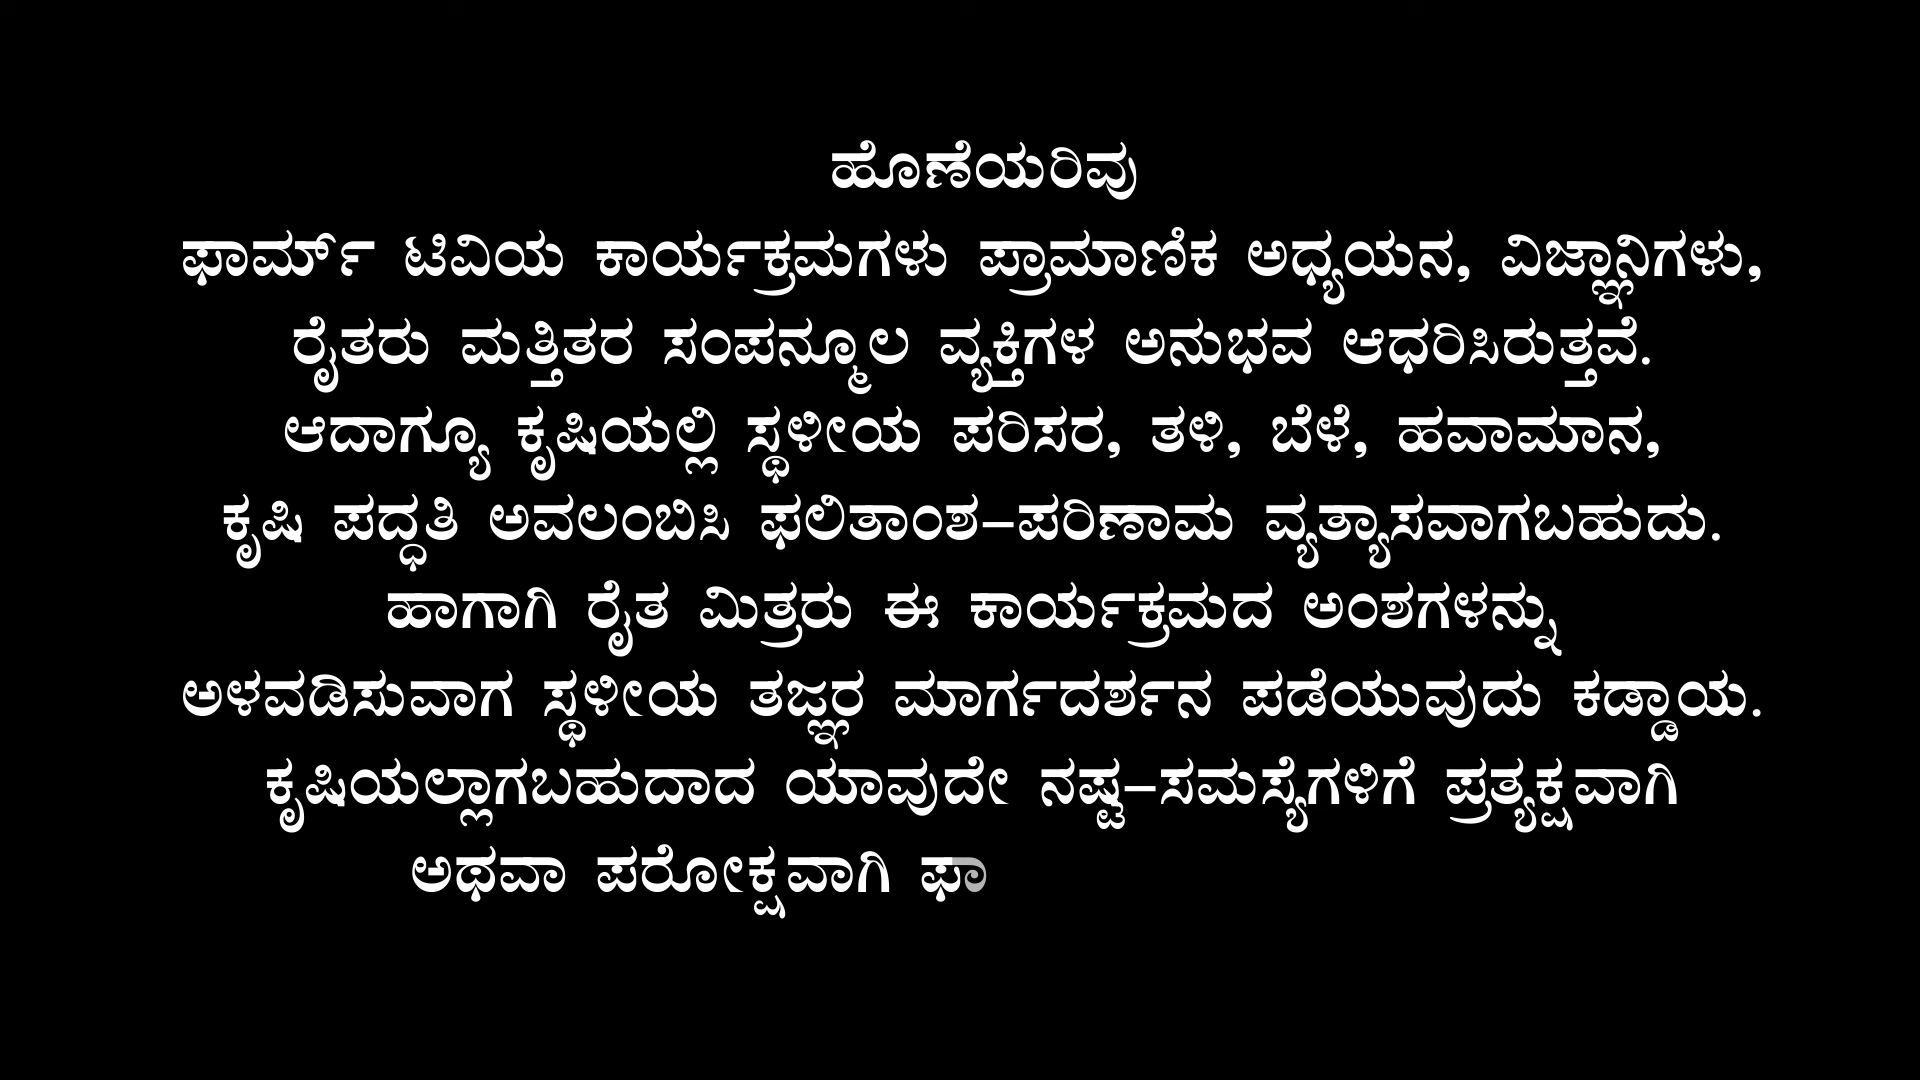 ಹೊಣೆಯರಿವು
ಫಾರ್ಮ್ ಟಿವಿಯ ಕಾರ್ಯಕ್ರಮಗಳು ಪ್ರಾಮಾಣಿಕ ಅಧ್ಯಯನ, ವಿಜ್ಞಾನಿಗಳು,
ರೈತರು ಮತ್ತಿತರ ಸಂಪನ್ಮೂಲ ವ್ಯಕ್ತಿಗಳ ಅನುಭವ ಆಧರಿಸಿರುತ್ತವೆ.
ಆದಾಗ್ಯೂ ಕೃಷಿಯಲ್ಲಿ ಸ್ಥಳೀಯ ಪರಿಸರ, ತಳಿ, ಬೆಳೆ, ಹವಾಮಾನ,
ಕೃಷಿ ಪದ್ಧತಿ ಅವಲಂಬಿಸಿ ಫಲಿತಾಂಶ–ಪರಿಣಾಮ ವ್ಯತ್ಯಾಸವಾಗಬಹುದು.
ಹಾಗಾಗಿ ರೈತ ಮಿತ್ರರು ಈ ಕಾರ್ಯಕ್ರಮದ ಅಂಶಗಳನ್ನು
ಅಳವಡಿಸುವಾಗ ಸ್ಥಳೀಯ ತಜ್ಞರ ಮಾರ್ಗದರ್ಶನ ಪಡೆಯುವುದು ಕಡ್ಡಾಯ.
ಕೃಷಿಯಲ್ಲಾಗಬಹುದಾದ ಯಾವುದೇ ನಷ್ಟ–ಸಮಸ್ಯೆಗಳಿಗೆ ಪ್ರತ್ಯಕ್ಷವಾಗಿ
ಅಥವಾ ಪರೋಕ್ಷವಾಗಿ ಫಾ